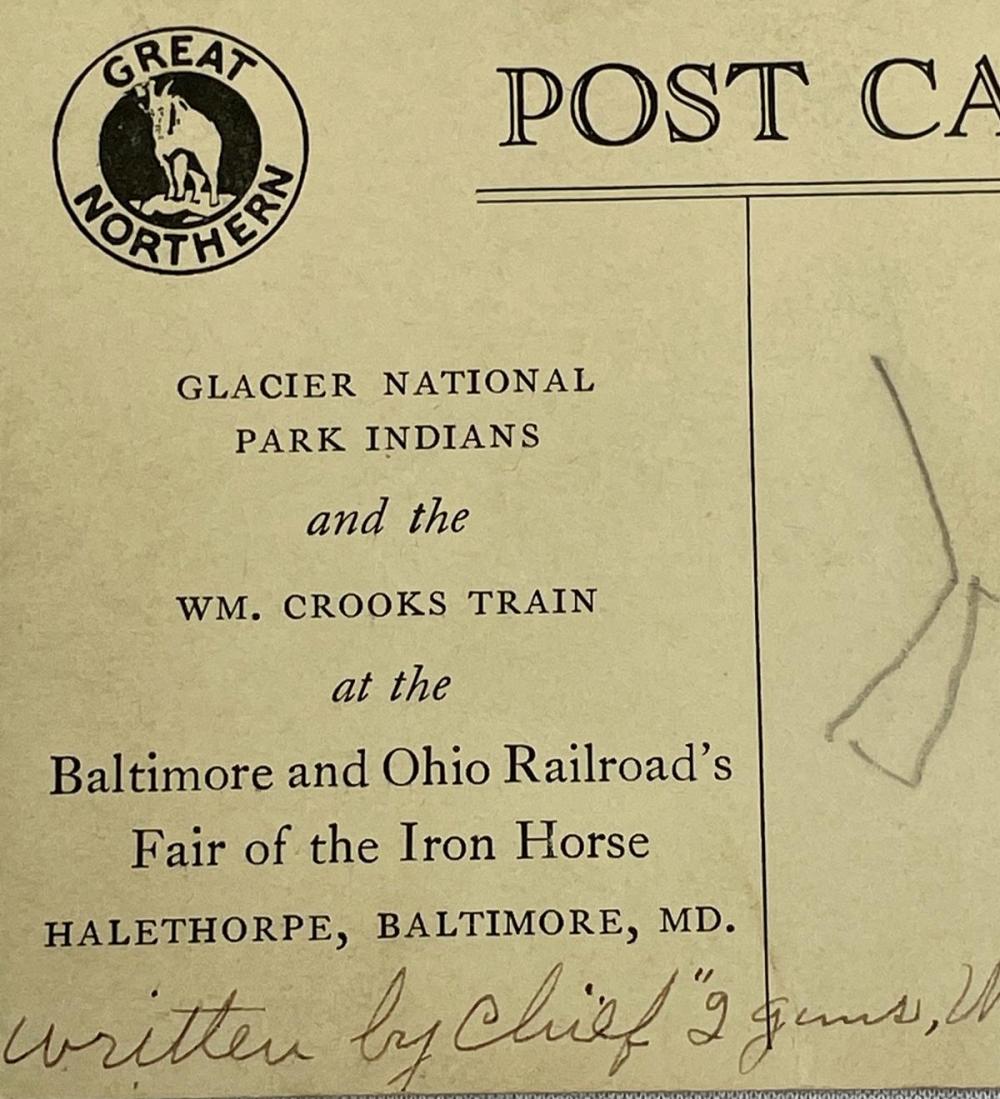 GREAT
NORTHERN
POST CA
GLACIER NATIONAL
PARK INDIANS
and the
WM. CROOKS TRAIN
at the
Baltimore and Ohio Railroad's
Fair of the Iron Horse
HALETHORPE, BALTIMORE, MD.
written by Chief "2 guns,